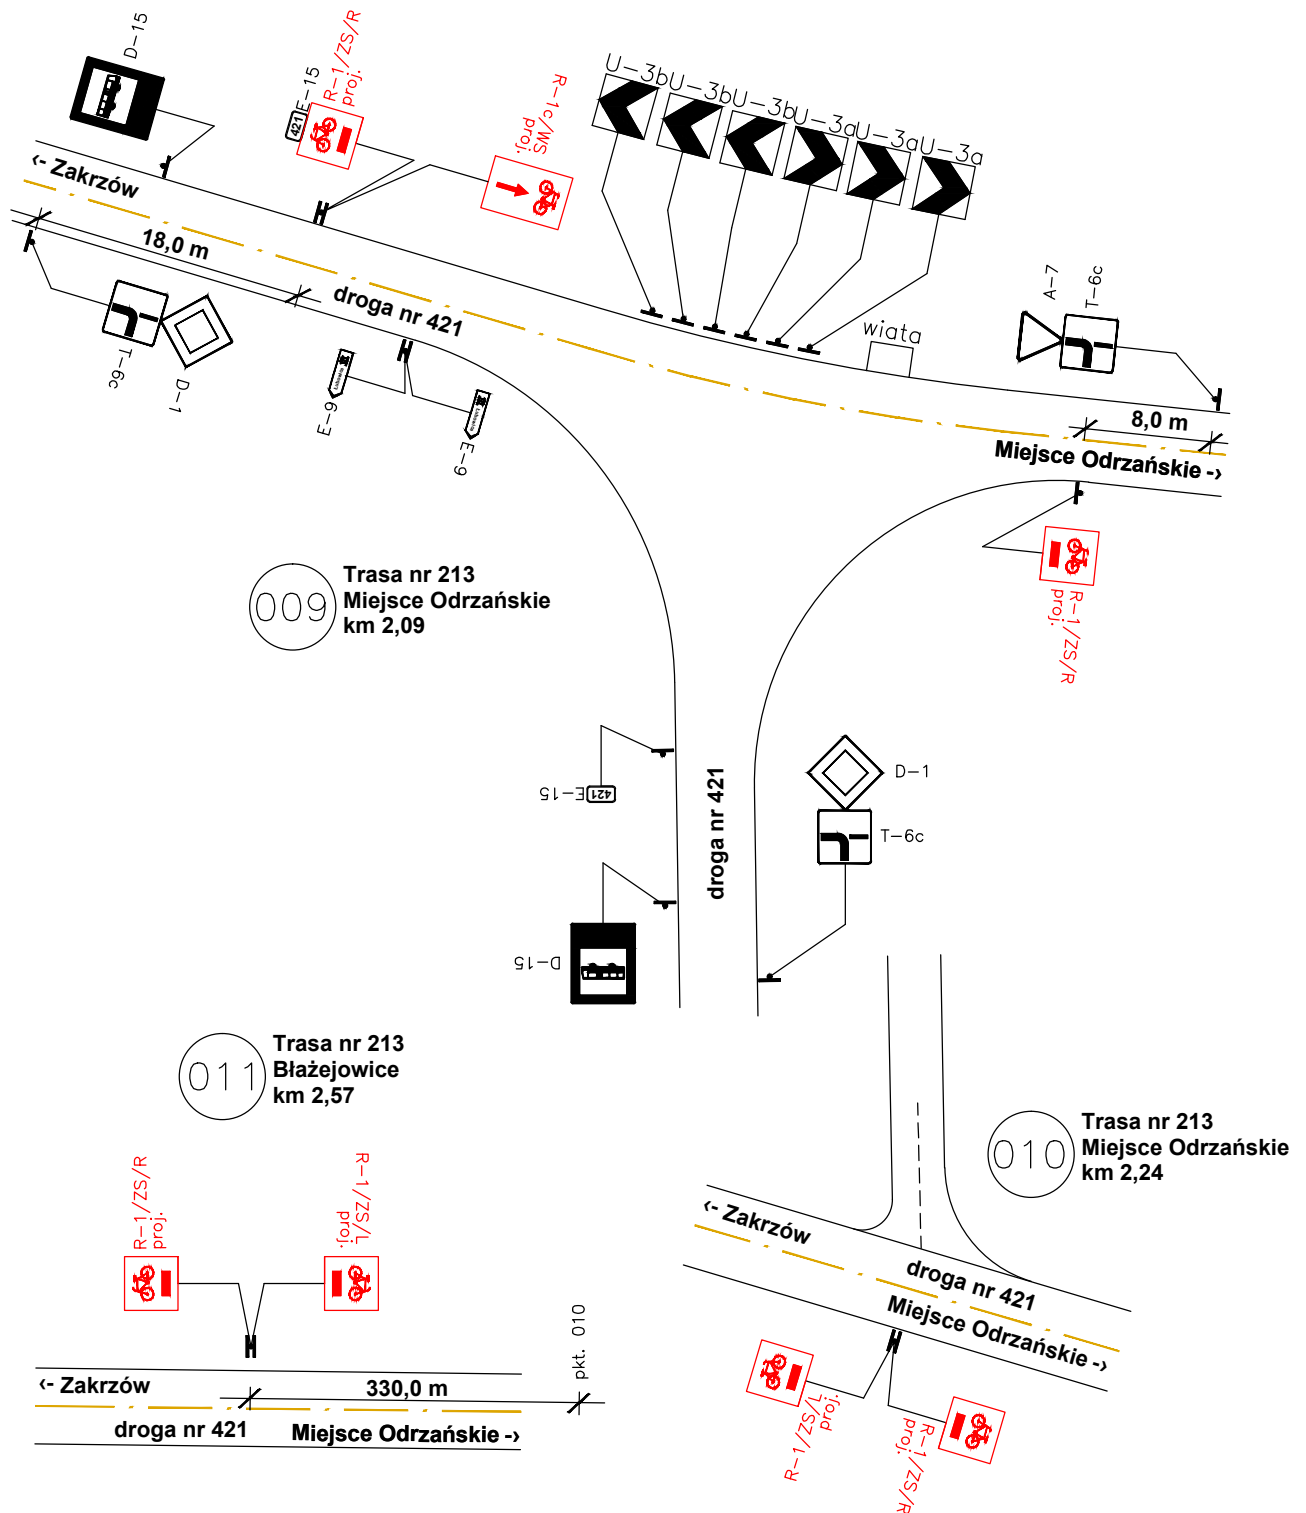 D-15
421
E-15
R-1/ZS/R
proj.
R-1c/WS
proj.
U-3b
U-3b
U-3b
U-3a
U-3a
U-3a
<- Zakrzów
18,0 m
droga nr 421
wiata
A-7
T-6c
8,0 m
Miejsce Odrzańskie ->
T-6c
D-1
E-9
E-9
R-1/ZS/R
proj.
009
Trasa nr 213
Miejsce Odrzańskie
km 2,09
E-15
421
droga nr 421
D-1
T-6c
D-15
011
Trasa nr 213
Błażejowice
km 2,57
R-1/ZS/R
proj.
R-1/ZS/L
proj.
<- Zakrzów
330,0 m
pkt. 010
droga nr 421
Miejsce Odrzańskie ->
010
Trasa nr 213
Miejsce Odrzańskie
km 2,24
<- Zakrzów
droga nr 421
Miejsce Odrzańskie ->
R-1/ZS/L
proj.
R-1/ZS/R
proj.